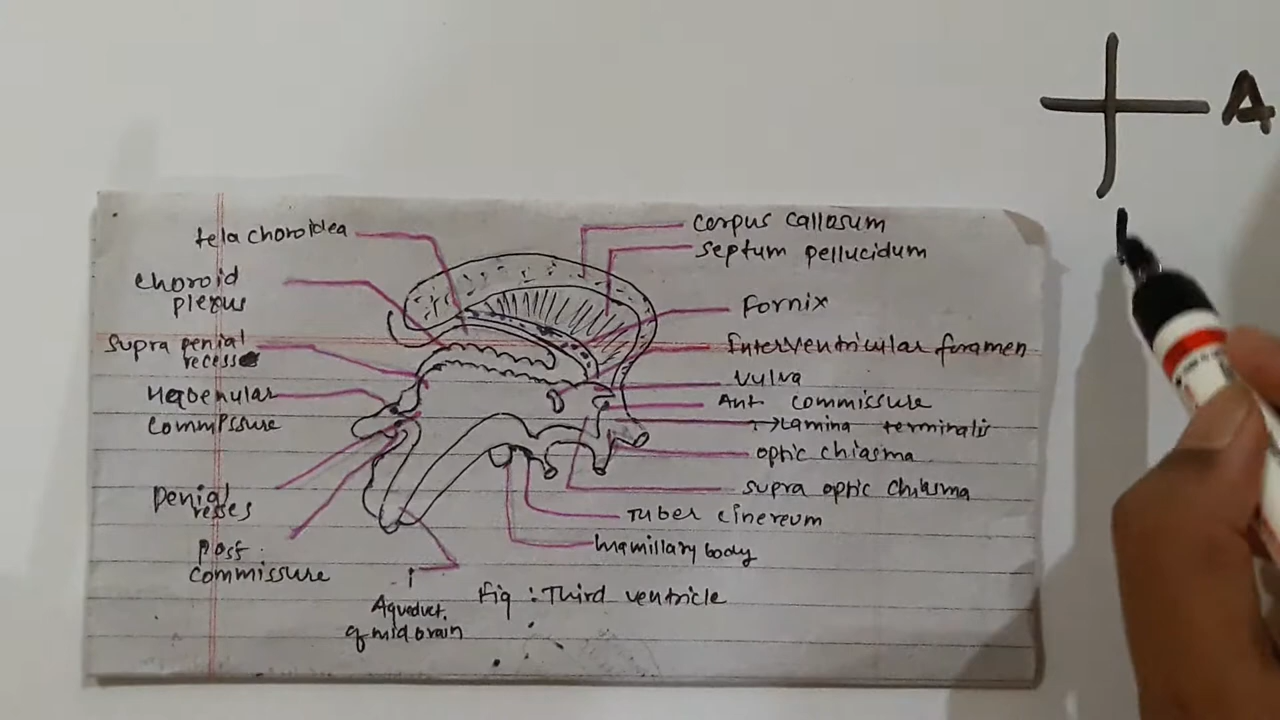 A
tela choroidea
choroid
plexus
supra penial
recess
Habenular
commissure
penial
reses
post.
commissure
Aqueduct.
of midbrain
corpus callosum
septum pellucidum
Fornix
Interventricular foramen
Vulva
Ant. commissure
→ Lamina terminalis
optic chiasma
supra optic chiasma
Tuber cinereum
Mamillary body
Fig : Third ventricle